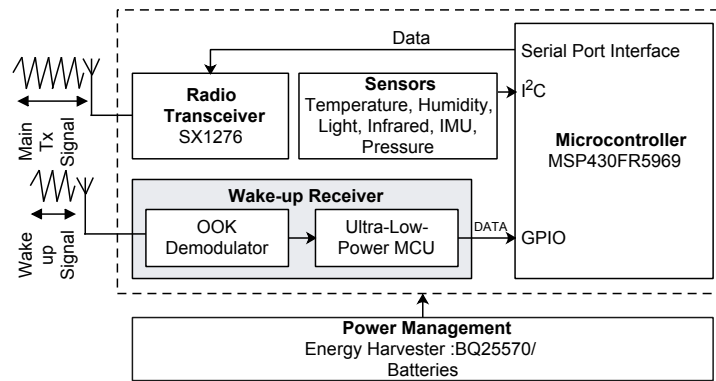 Data
Serial Port Interface
Main
Tx
Signal
Radio
Transceiver
SX1276
Sensors
Temperature, Humidity,
Light, Infrared, IMU,
Pressure
I²C
Microcontroller
MSP430FR5969
Wake
up
Signal
Wake-up Receiver
OOK
Demodulator
Ultra-Low-
Power MCU
DATA
GPIO
Power Management
Energy Harvester :BQ25570/
Batteries